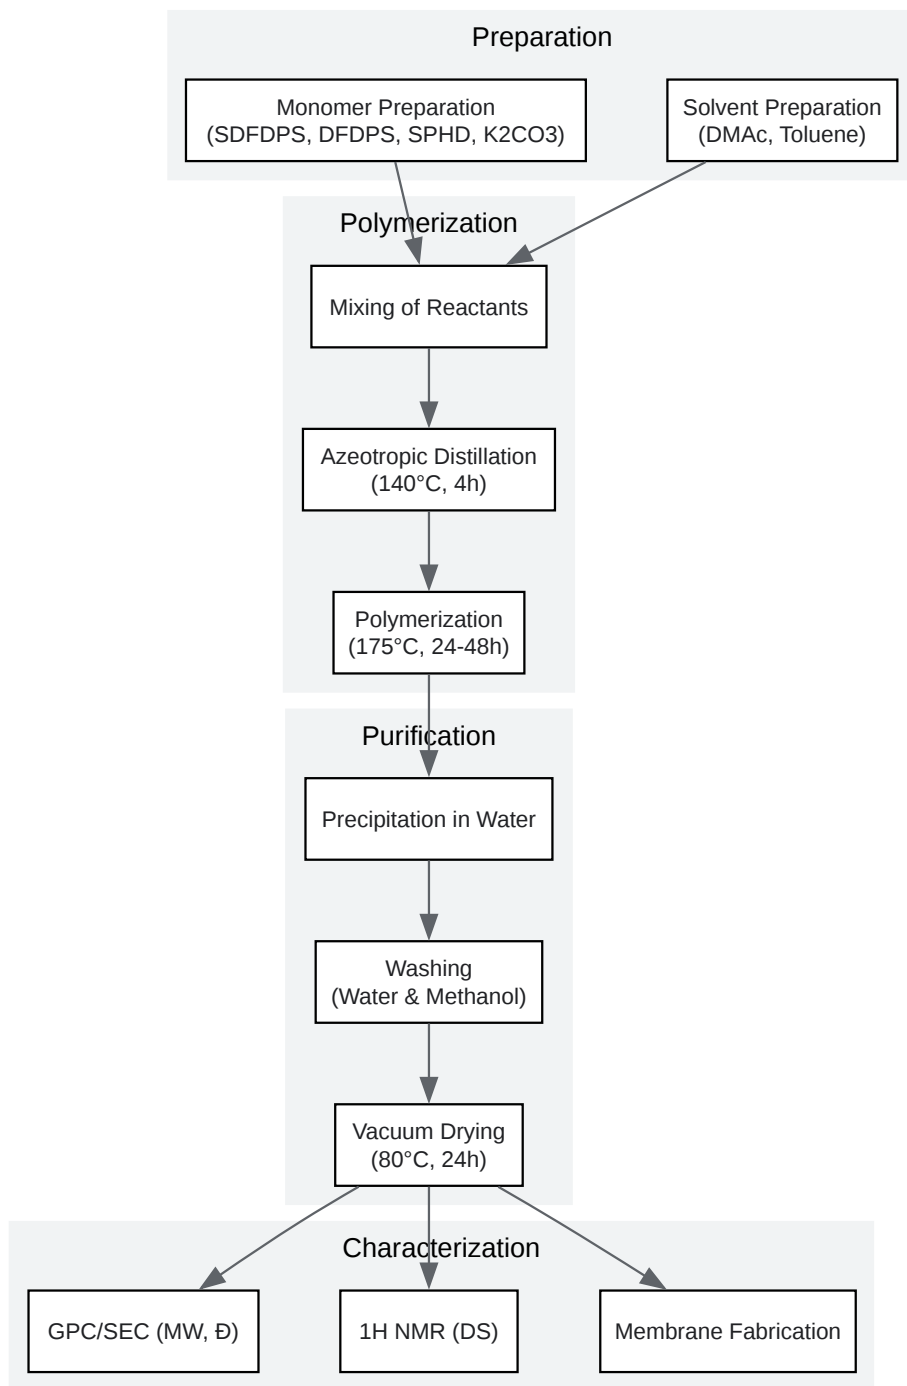 Preparation
Monomer Preparation
(SDFDPS, DFDPS, SPHD, K2CO3)
Solvent Preparation
(DMAc, Toluene)
Polymerization
Mixing of Reactants
Azeotropic Distillation
(140°C, 4h)
Polymerization
(175°C, 24-48h)
Purification
Precipitation in Water
Washing
(Water & Methanol)
Vacuum Drying
(80°C, 24h)
Characterization
GPC/SEC (MW, Đ)
1H NMR (DS)
Membrane Fabrication